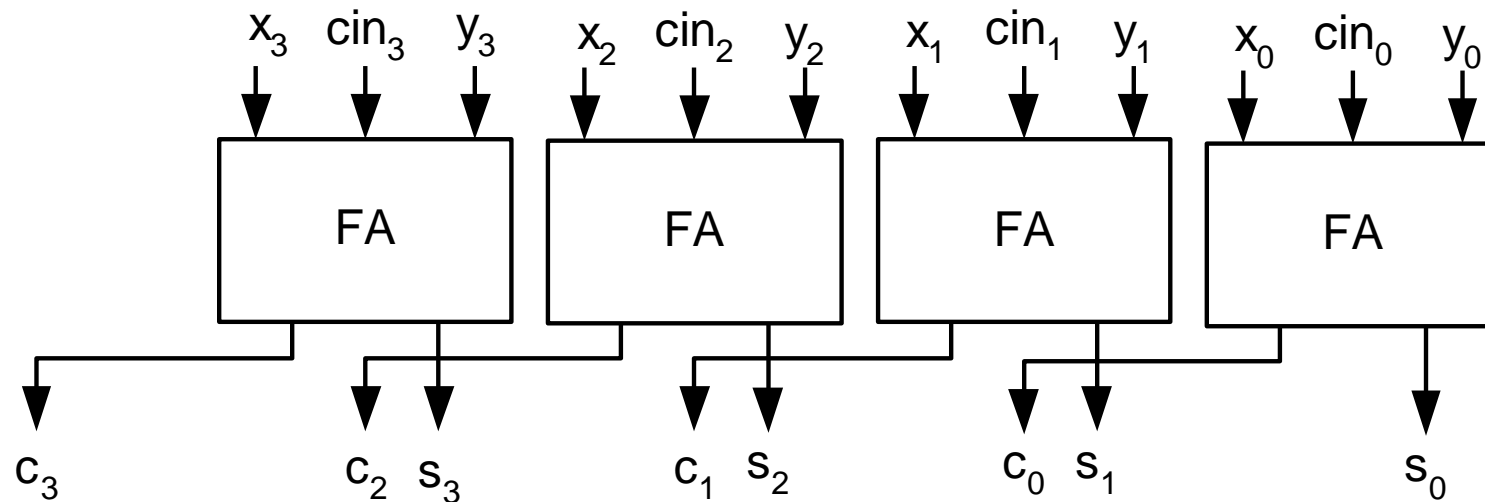 x₃ cin₃ y₃ x₂ cin₂ y₂ x₁ cin₁ y₁ x₀ cin₀ y₀
FA FA FA FA
c₃ c₂ s₃ c₁ s₂ c₀ s₁ s₀